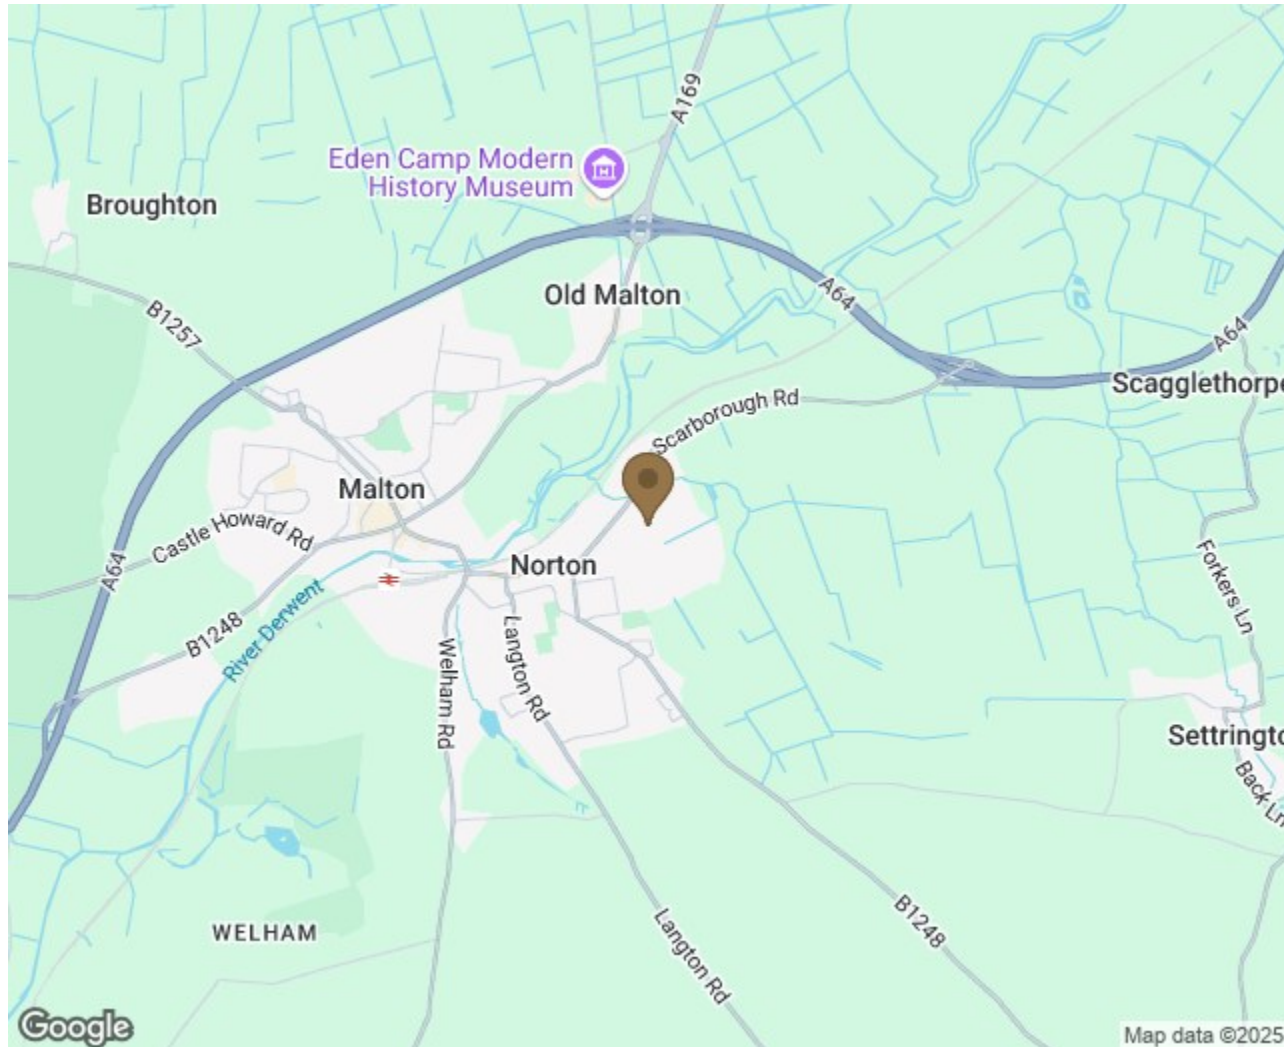 A169
Eden Camp Modern
History Museum
Broughton
Old Malton
A64
B1257
A64
Scagglethorpe
Scarborough Rd
Malton
Castle Howard Rd
A64
Norton
Forkers Ln
River Derwent
B1248
Langton Rd
Welham Rd
Settringto
Back Ln
B1248
WELHAM
Langton Rd
Google
Map data ©2025